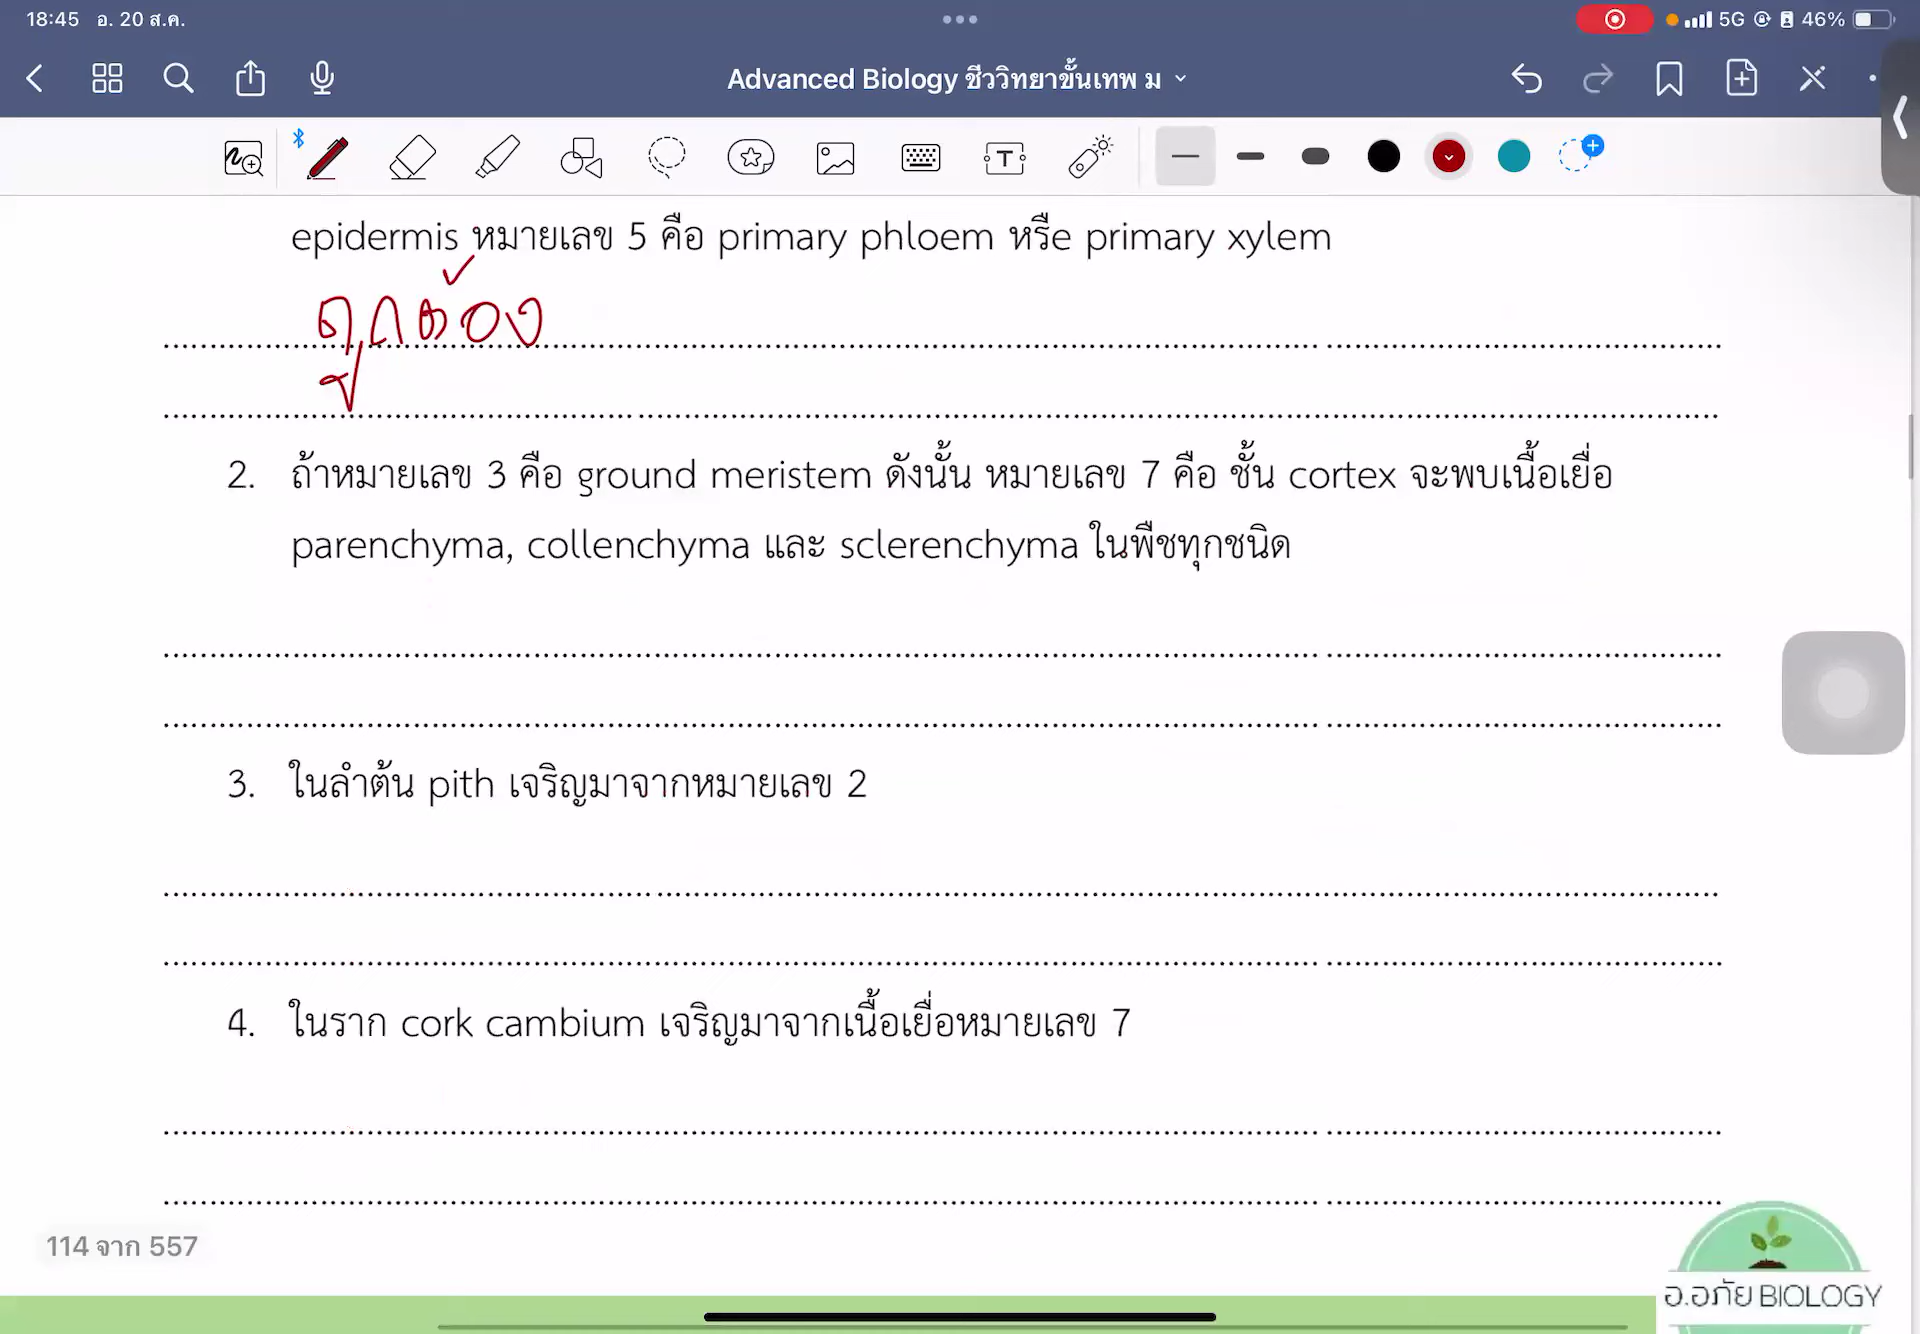 18:45 อ. 20 ส.ค.
5G 46%
Advanced Biology ชีววิทยาขั้นเทพ ม
T
epidermis หมายเลข 5 คือ primary phloem หรืe primary xylem
ถูกต้อง
2. ถ้าหมายเลข 3 คือ ground meristem ดังนั้น หมายเลข 7 คือ ชั้น cortex จะพบเนื้อเยื่อ
parenchyma, collenchyma และ sclerenchyma ในพืชทุกชนิด
3. ในลำต้น pith เจริญมาจากหมายเลข 2
4. ในราก cork cambium เจริญมาจากเนื้อเยื่อหมายเลข 7
114 จาก 557
อ.อภัย BIOLOGY